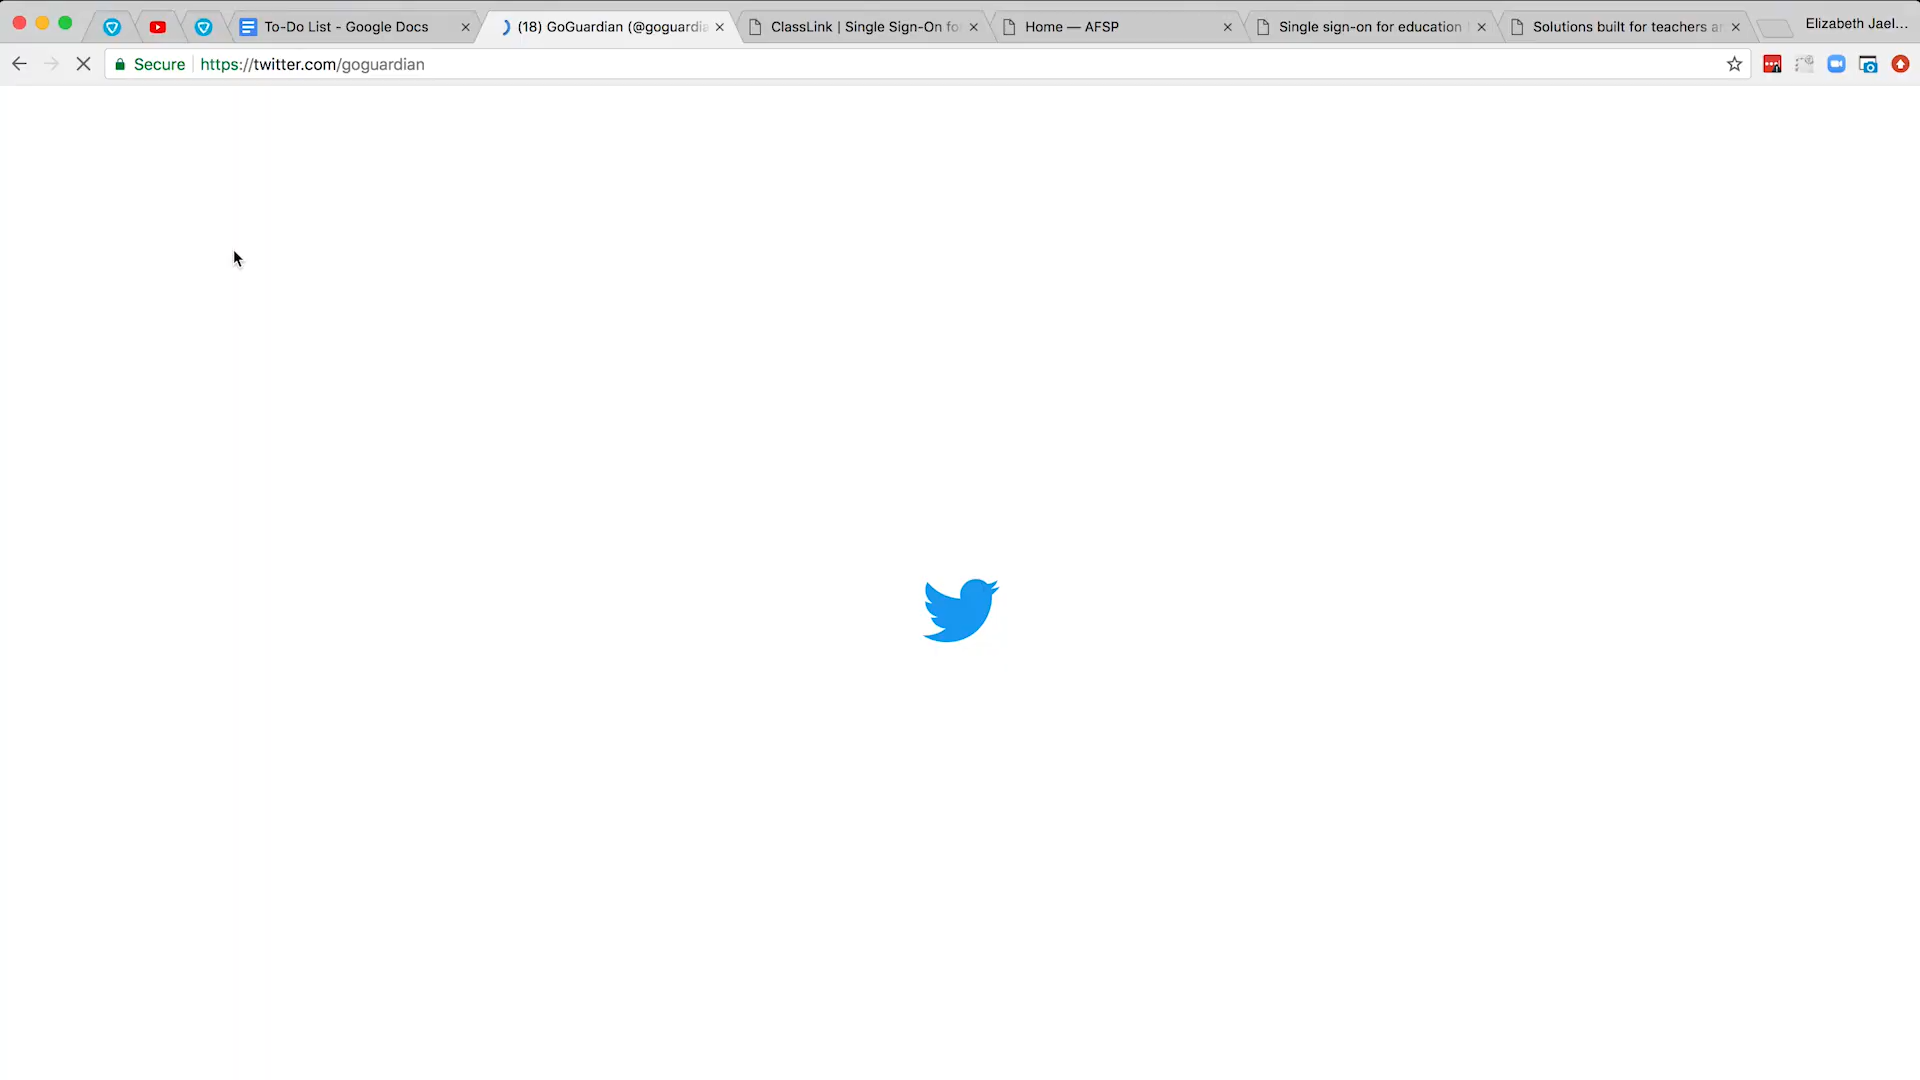 To-Do List - Google Docs
(18) GoGuardian (@goguardia
ClassLink | Single Sign-On fo
Home — AFSP
Single sign-on for education
Solutions built for teachers a
Elizabeth Jael...
Secure
https://twitter.com/goguardian